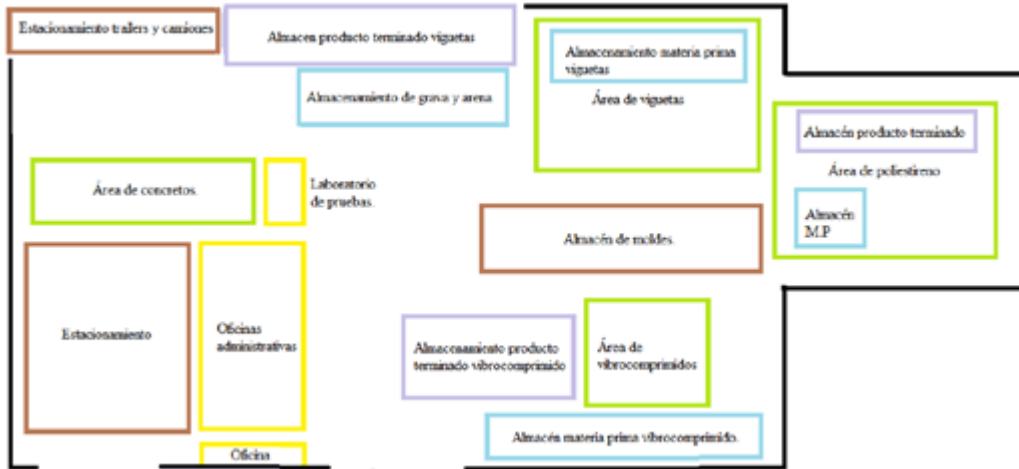 Estacionamiento trailers y camiones
Almacen producto terminado viguetas
Almacenamiento materia prima
viguetas
Almacenamiento de grava y arena
Área de viguetas
Almacén producto terminado
Área de poliestireno
Área de concretos.
Laboratorio
de pruebas.
Almacén
M.P
Almacén de moldes.
Estacionamiento
Oficinas
administrativas
Almacenamiento producto
terminado vibrocomprimido
Área de
vibrocomprimidos
Almacén materia prima vibrocomprimido.
Oficina